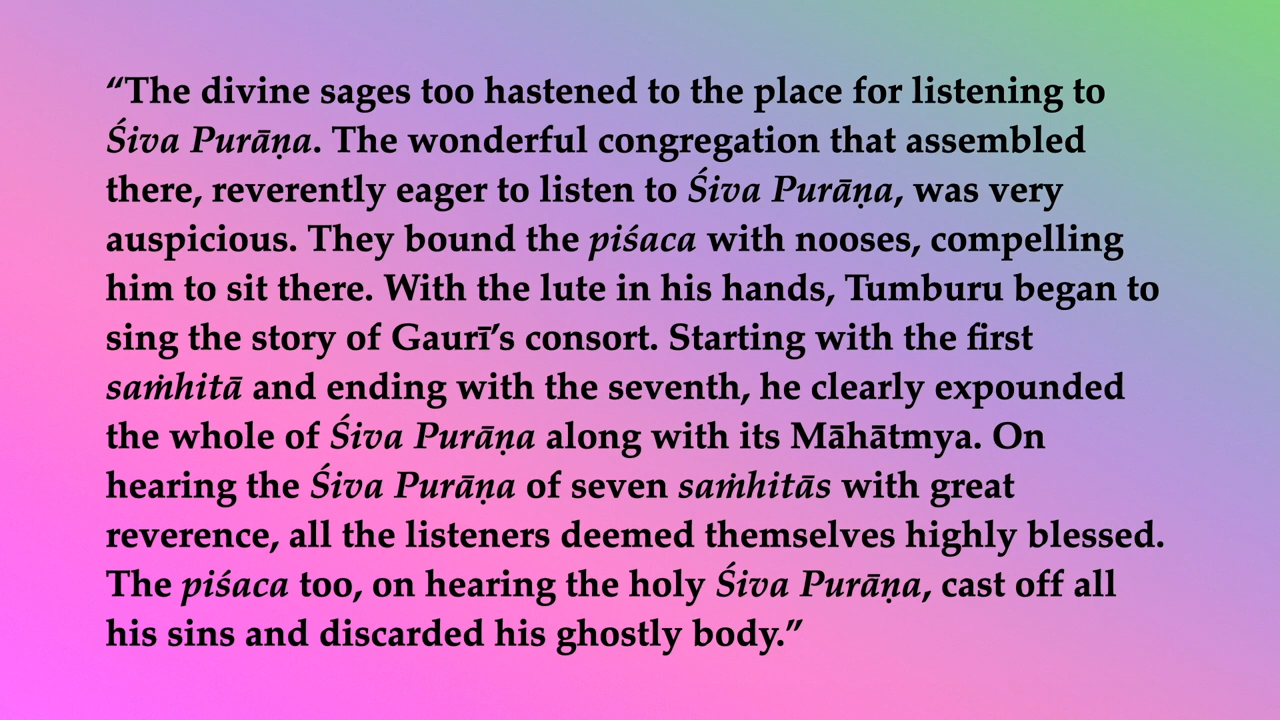 “The divine sages too hastened to the place for listening to
Śiva Purāṇa. The wonderful congregation that assembled
there, reverently eager to listen to Śiva Purāṇa, was very
auspicious. They bound the piśaca with nooses, compelling
him to sit there. With the lute in his hands, Tumburu began to
sing the story of Gaurī’s consort. Starting with the first
saṁhitā and ending with the seventh, he clearly expounded
the whole of Śiva Purāṇa along with its Māhātmya. On
hearing the Śiva Purāṇa of seven saṁhitās with great
reverence, all the listeners deemed themselves highly blessed.
The piśaca too, on hearing the holy Śiva Purāṇa, cast off all
his sins and discarded his ghostly body.”